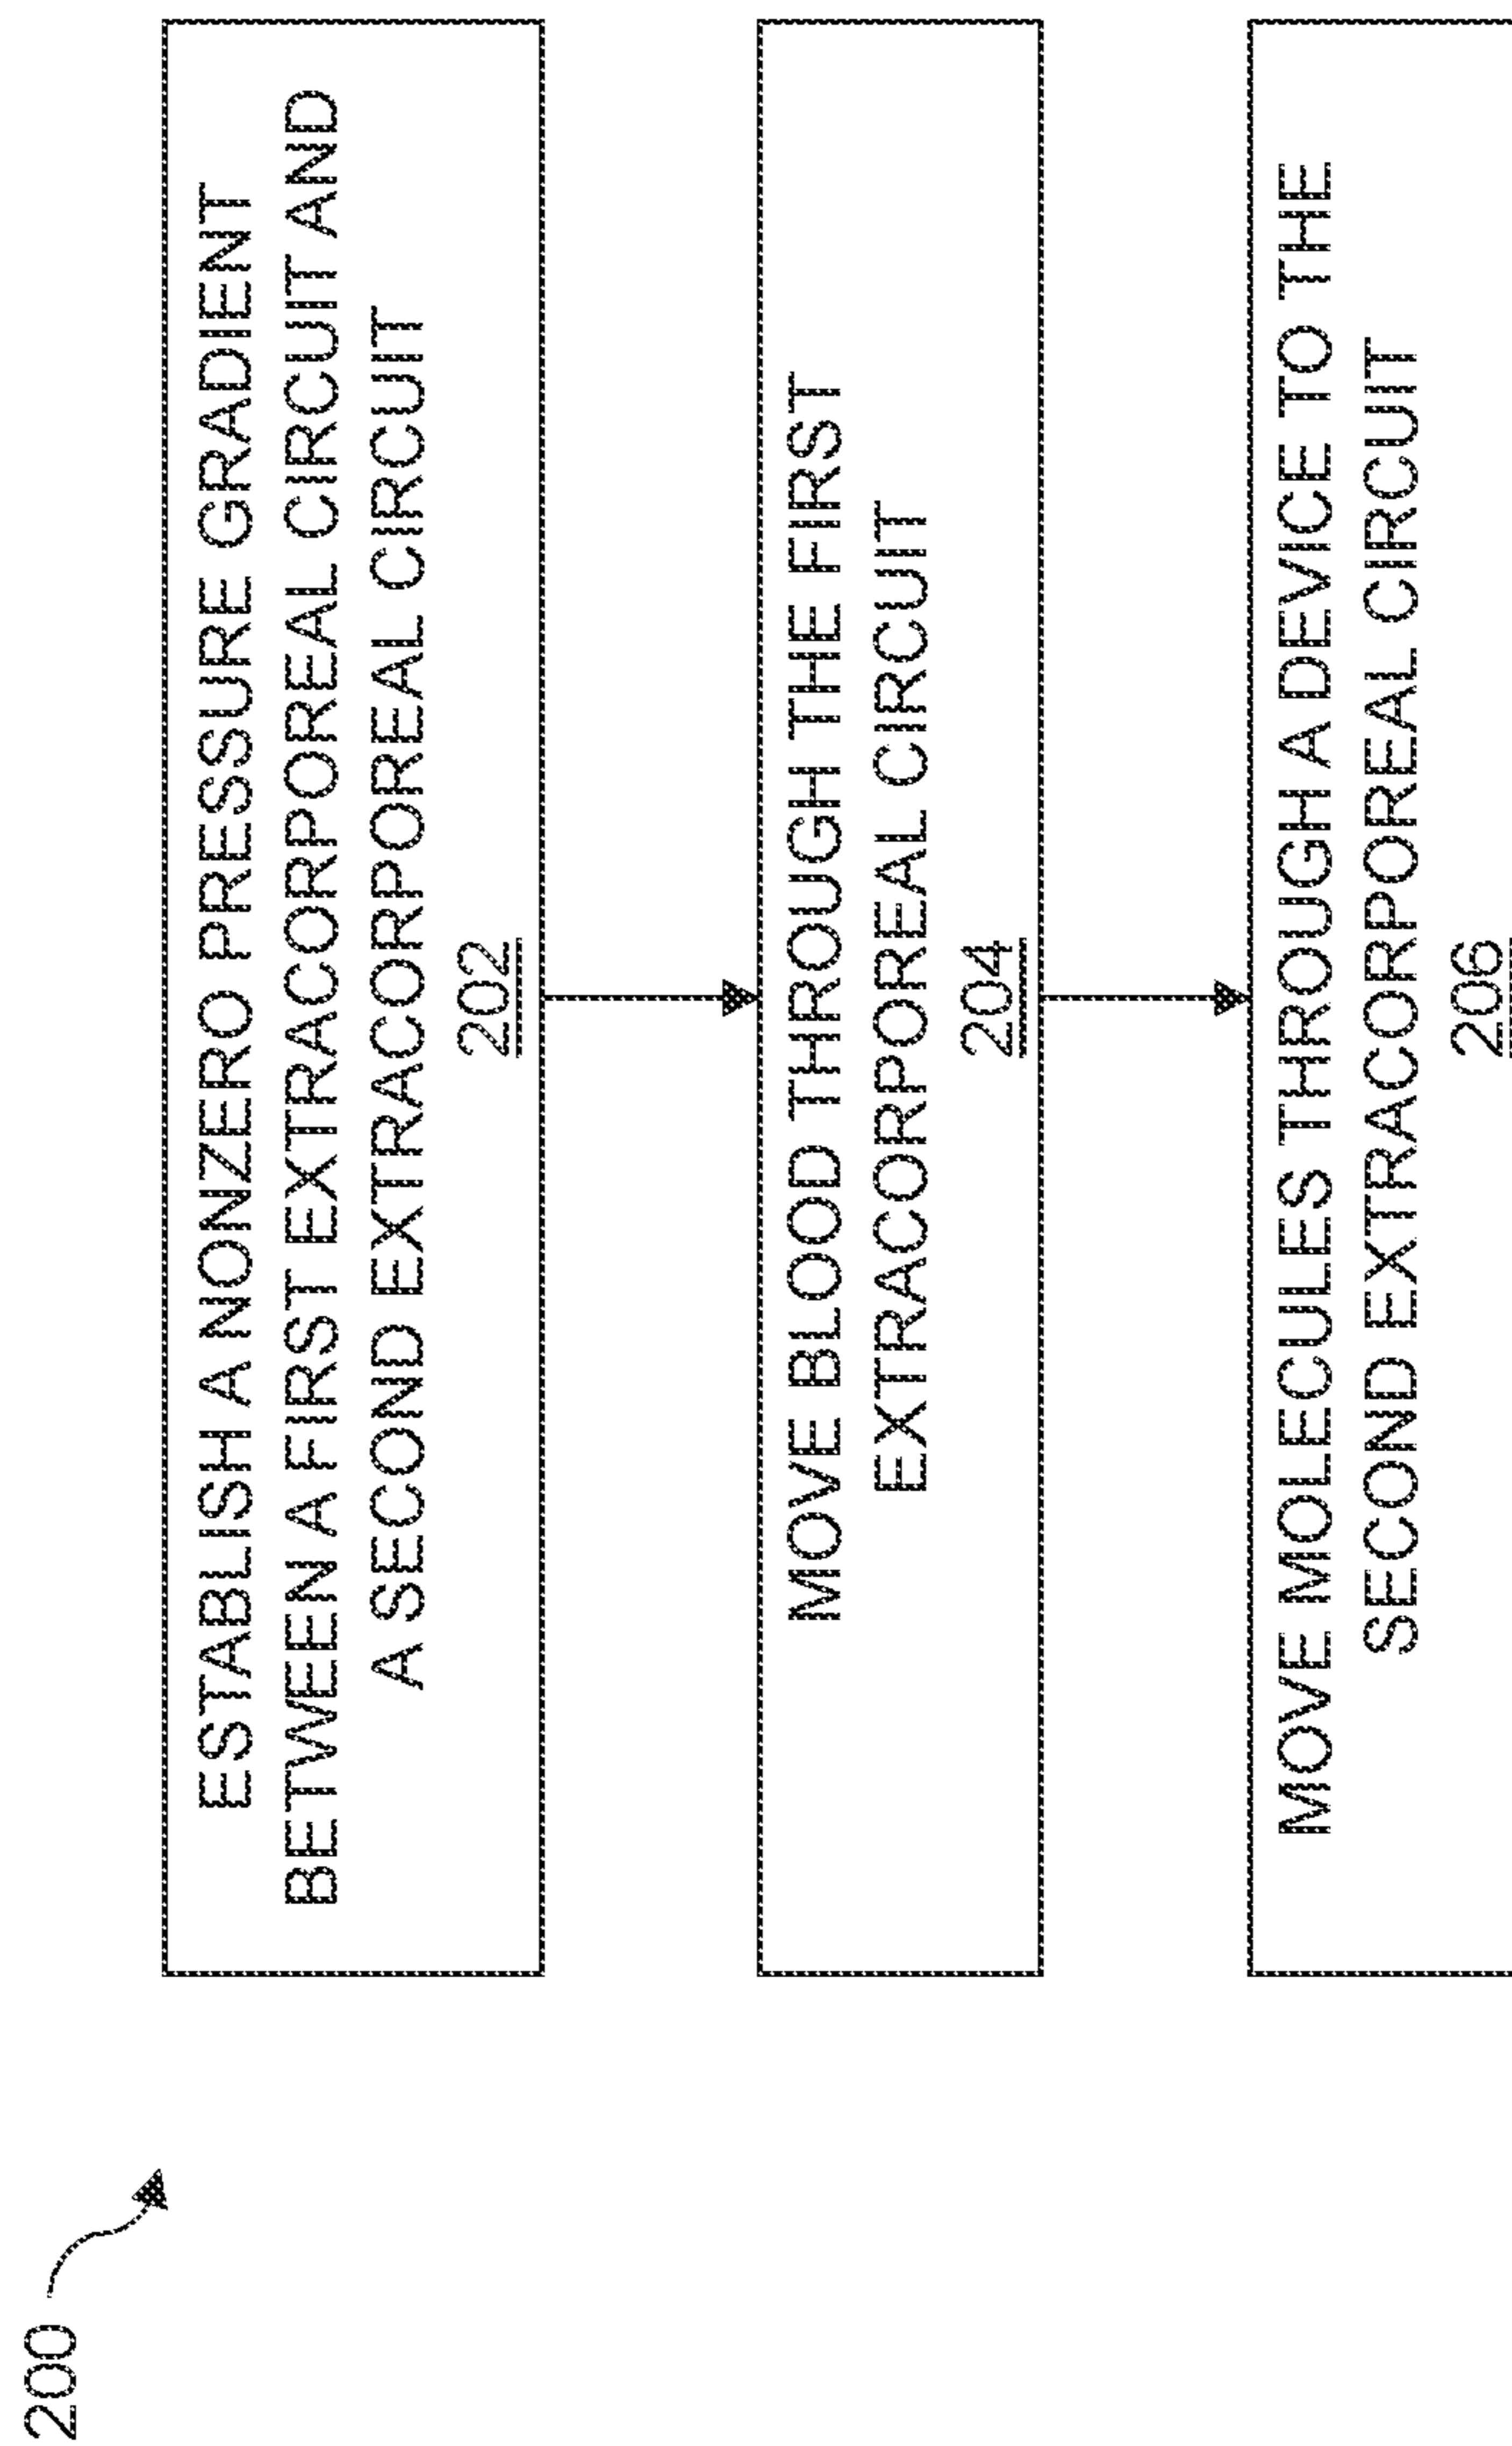 200
ESTABLISH A NONZERO PRESSURE GRADIENT
BETWEEN A FIRST EXTRACORPOREAL CIRCUIT AND
A SECOND EXTRACORPOREAL CIRCUIT
202
MOVE BLOOD THROUGH THE FIRST
EXTRACORPOREAL CIRCUIT
204
MOVE MOLECULES THROUGH A DEVICE TO THE
SECOND EXTRACORPOREAL CIRCUIT
206